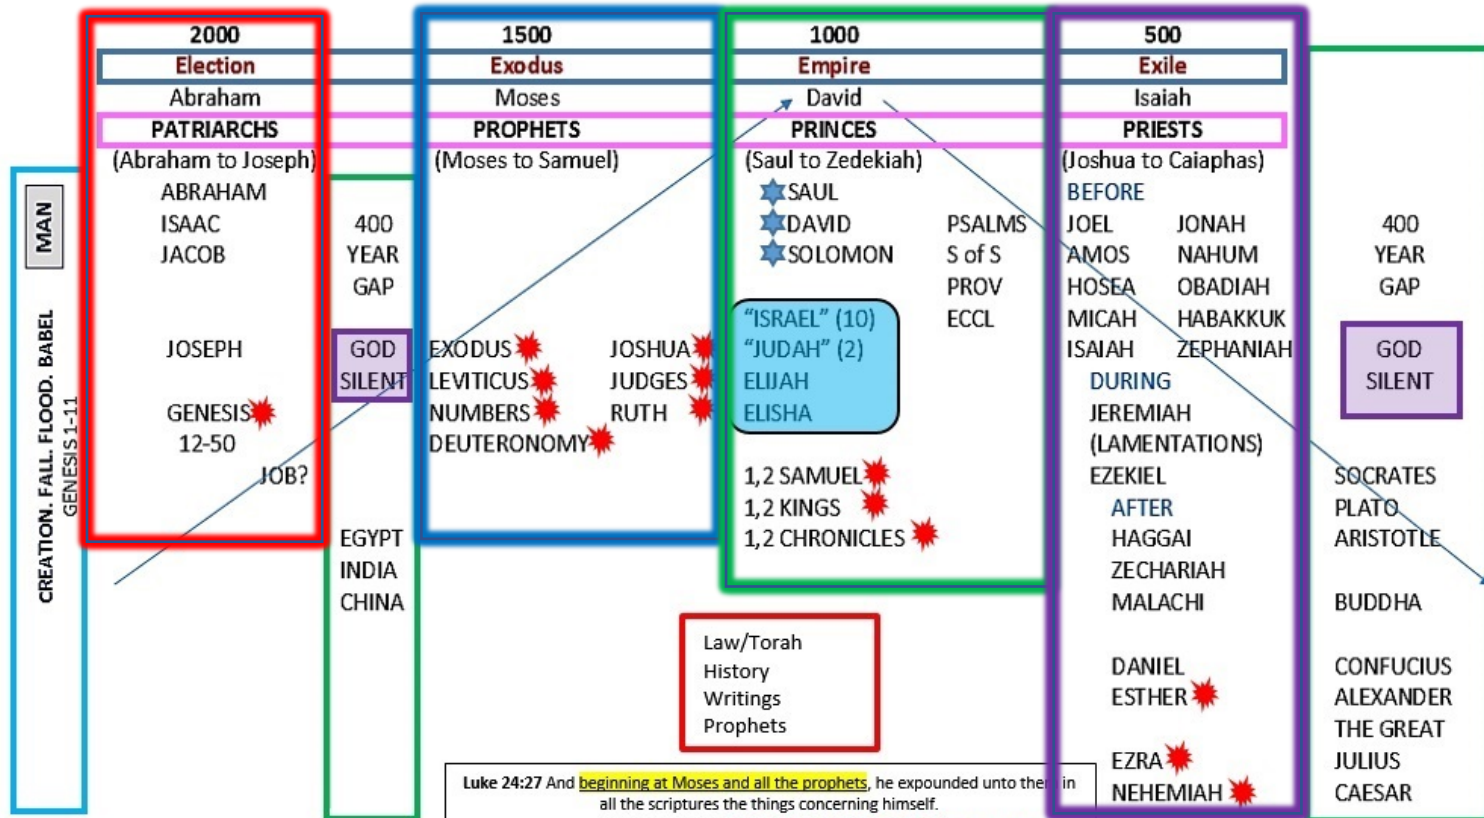 MAN
CREATION. FALL. FLOOD. BABEL
GENESIS 1-11
2000
Election
Abraham
PATRIARCHS
(Abraham to Joseph)
ABRAHAM
ISAAC
JACOB
JOSEPH
GENESIS
12-50
JOB?
400
YEAR
GAP
GOD
SILENT
EGYPT
INDIA
CHINA
1500
Exodus
Moses
PROPHETS
(Moses to Samuel)
EXODUS
LEVITICUS
NUMBERS
DEUTERONOMY
JOSHUA
JUDGES
RUTH
1000
Empire
David
PRINCES
(Saul to Zedekiah)
SAUL
DAVID
SOLOMON
PSALMS
S of S
PROV
ECCL
"ISRAEL" (10)
"JUDAH" (2)
ELIJAH
ELISHA
1,2 SAMUEL
1,2 KINGS
1,2 CHRONICLES
Law/Torah
History
Writings
Prophets
Luke 24:27 And beginning at Moses and all the prophets, he expounded unto them in
all the scriptures the things concerning himself.
500
Exile
Isaiah
PRIESTS
(Joshua to Caiaphas)
BEFORE
JOEL JONAH
AMOS NAHUM
HOSEA OBADIAH
MICAH HABAKKUK
ISAIAH ZEPHANIAH
DURING
JEREMIAH
(LAMENTATIONS)
EZEKIEL
AFTER
HAGGAI
ZECHARIAH
MALACHI
DANIEL
ESTHER
EZRA
NEHEMIAH
400
YEAR
GAP
GOD
SILENT
SOCRATES
PLATO
ARISTOTLE
BUDDHA
CONFUCIUS
ALEXANDER
THE GREAT
JULIUS
CAESAR